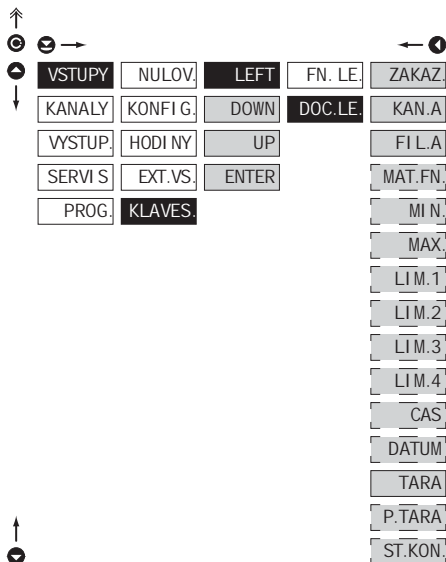 VSTUPY NULOV. LEFT FN. LE. ZAKAZ.
KANALY KONFIG. DOWN DOC.LE. KAN.A
VYSTUP. HODINY UP FIL.A
SERVIS EXT.VS. ENTER MAT.FN.
PROG. KLAVES. MIN.
MAX.
LIM.1
LIM.2
LIM.3
LIM.4
CAS
DATUM
TARA
P.TARA
ST.KON.